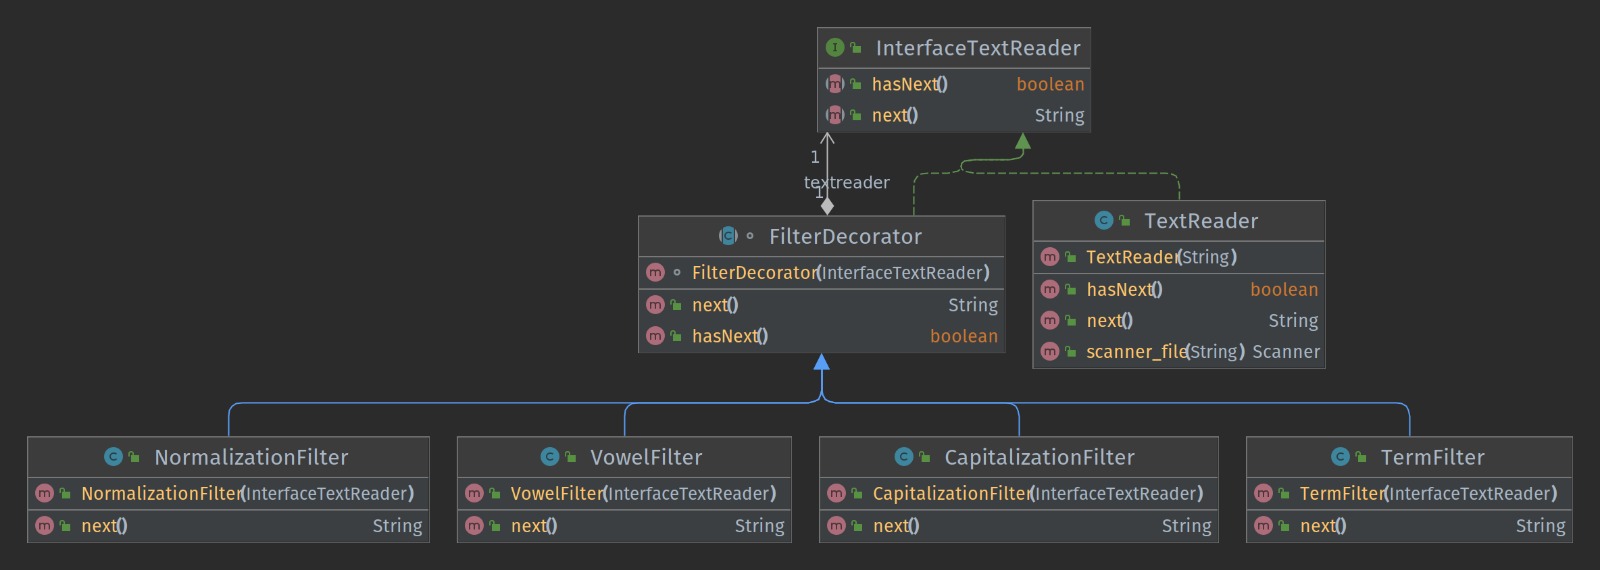 InterfaceTextReader
hasNext() boolean
next() String
1
textreader
1
FilterDecorator
FilterDecorator(InterfaceTextReader)
next() String
hasNext() boolean
TextReader
TextReader(String)
hasNext() boolean
next() String
scanner_file(String) Scanner
NormalizationFilter
NormalizationFilter(InterfaceTextReader)
next() String
VowelFilter
VowelFilter(InterfaceTextReader)
next() String
CapitalizationFilter
CapitalizationFilter(InterfaceTextReader)
next() String
TermFilter
TermFilter(InterfaceTextReader)
next() String